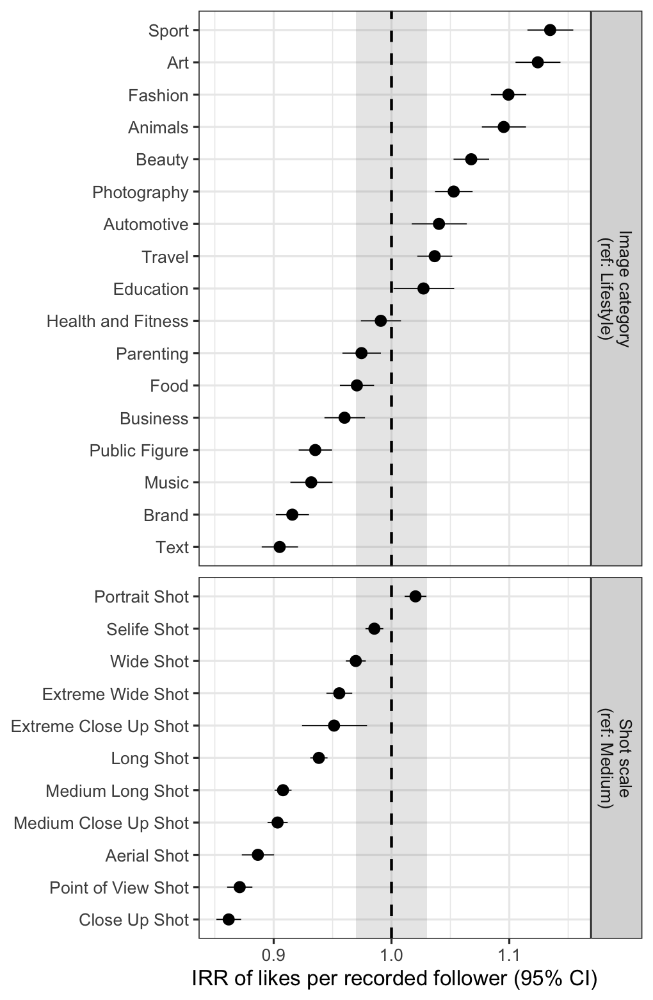 Sport
Art
Fashion
Animals
Beauty
Photography
Automotive
Travel
Education
Health and Fitness
Parenting
Food
Business
Public Figure
Music
Brand
Text
Image category
(ref: Lifestyle)
Portrait Shot
Selife Shot
Wide Shot
Extreme Wide Shot
Extreme Close Up Shot
Long Shot
Medium Long Shot
Medium Close Up Shot
Aerial Shot
Point of View Shot
Close Up Shot
Shot scale
(ref: Medium)
0.9 1.0 1.1
IRR of likes per recorded follower (95% CI)